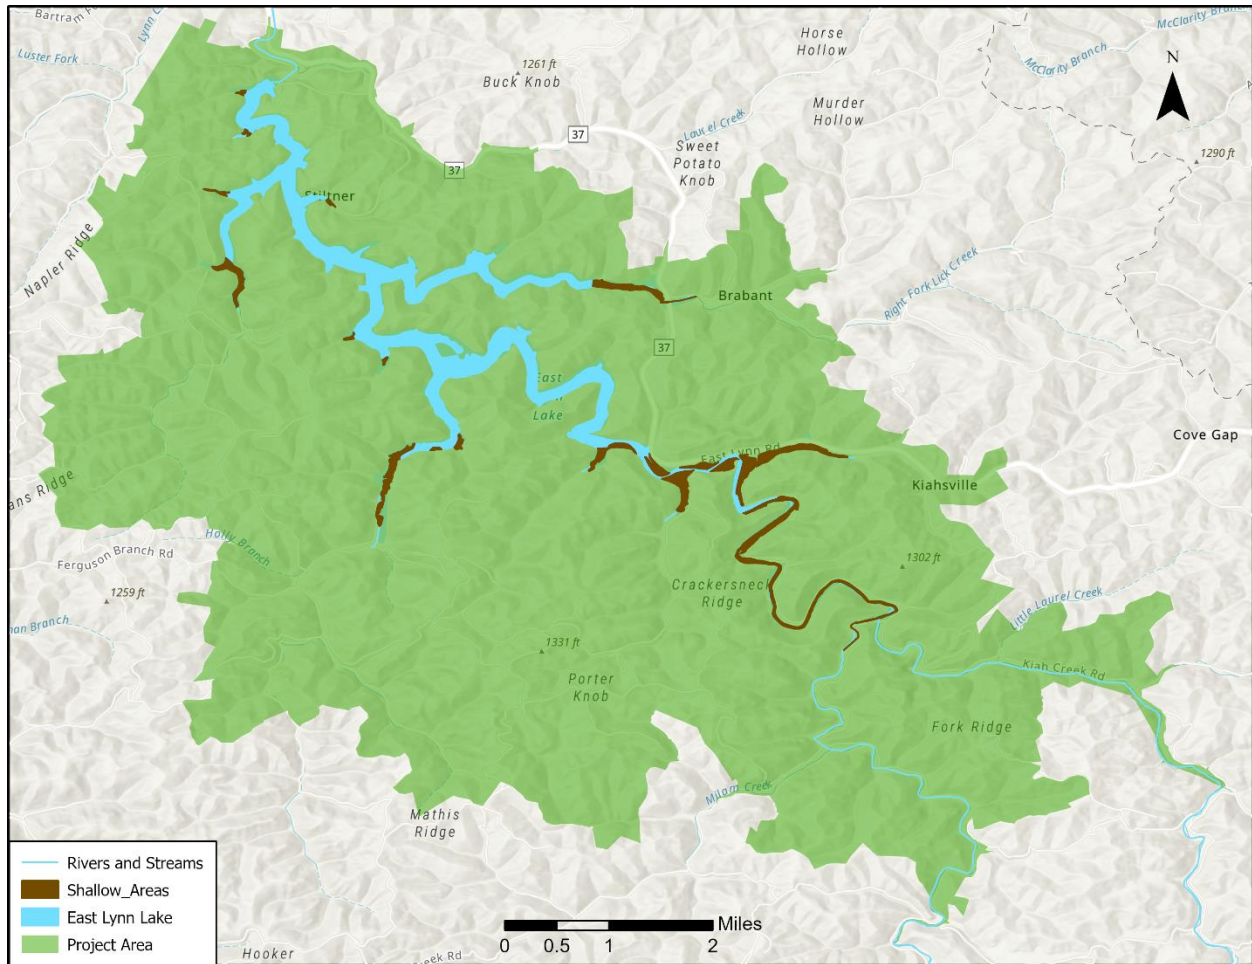 Bartram F
Lynn C
McClarity Branch
McClarity Branch
Luster Fork
Horse
Hollow
1261 ft
Buck Knob
N
Murder
Hollow
Laurel Creek
37
Sweet
Potato
Knob
37
1290 ft
Stiltner
Napler Ridge
Right Fork Lick Creek
Brabant
37
East
Lake
Cove Gap
East Lynn Rd
Kiahsville
ans Ridge
Holly Branch
Ferguson Branch Rd
1302 ft
Crackersneck
Ridge
1259 ft
Little Laurel Creek
man Branch
1331 ft
Kiah Creek Rd
Porter
Knob
Fork Ridge
Milam Creek
Mathis
Ridge
Rivers and Streams
Shallow_Areas
East Lynn Lake
Project Area
Miles
0 0.5 1 2
Hooker
eek Rd